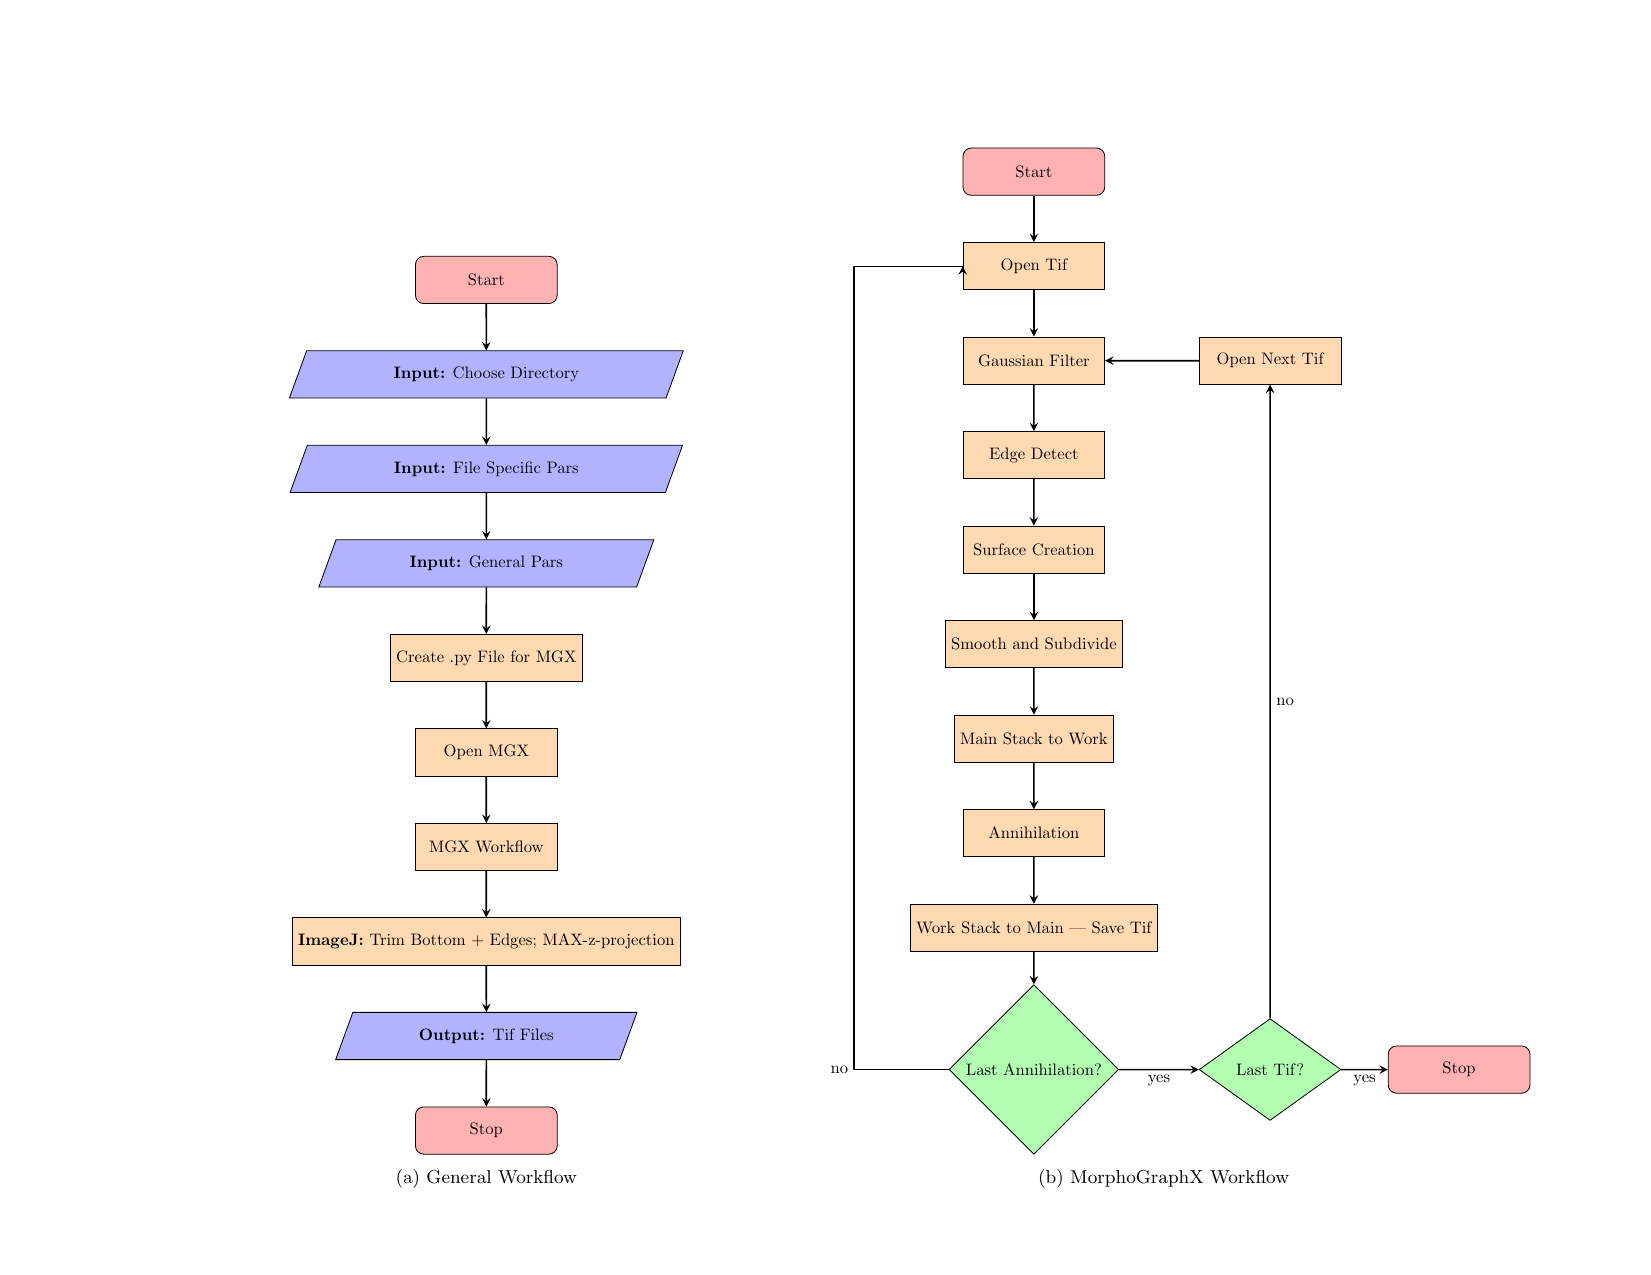 Start
Input: Choose Directory
Input: File Specific Pars
Input: General Pars
Create .py File for MGX
Open MGX
MGX Workflow
ImageJ: Trim Bottom + Edges; MAX-z-projection
Output: Tif Files
Stop
(a) General Workflow
Start
Open Tif
Gaussian Filter
Open Next Tif
Edge Detect
Surface Creation
Smooth and Subdivide
no
Main Stack to Work
Annihilation
Work Stack to Main — Save Tif
no
Last Annihilation?
yes
Last Tif?
yes
Stop
(b) MorphoGraphX Workflow